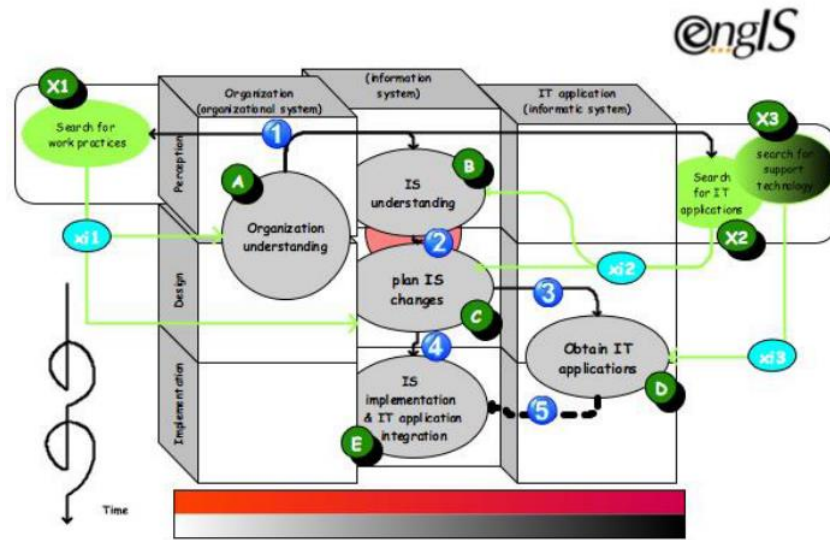 engIS
X1
Organization
(organizational system)
(information
system)
IT application
(informatic system)
X3
Search for
work practices
1
search for
support
technology
Perception
A
IS
understanding
B
Search
for IT
applications
X2
Organization
understanding
xi1
2
xi2
Design
plan IS
changes
3
C
4
Obtain IT
applications
xi3
D
Implementation
IS
implementation
& IT application
integration
5
E
Time